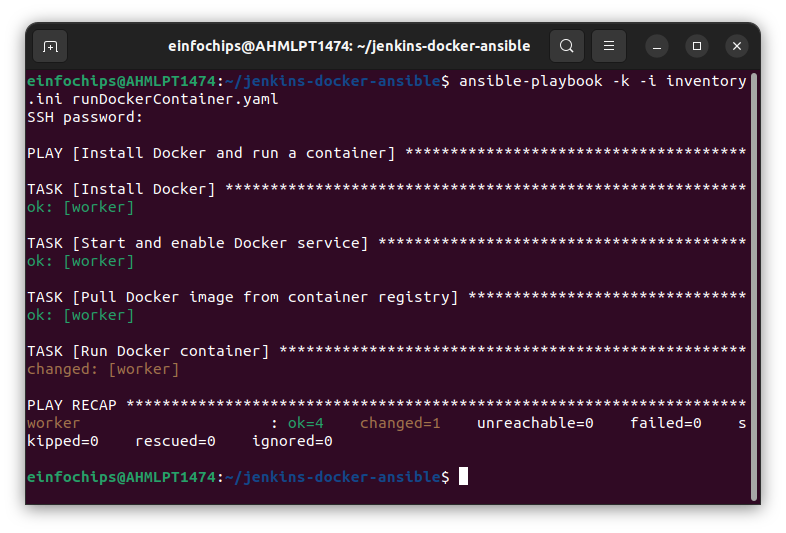 einfochips@AHMLPT1474: ~/jenkins-docker-ansible
einfochips@AHMLPT1474:~/jenkins-docker-ansible$ ansible-playbook -k -i inventory
.ini runDockerContainer.yaml
SSH password:
PLAY [Install Docker and run a container] **************************************
TASK [Install Docker] **********************************************************
ok: [worker]
TASK [Start and enable Docker service] *****************************************
ok: [worker]
TASK [Pull Docker image from container registry] *******************************
ok: [worker]
TASK [Run Docker container] ****************************************************
changed: [worker]
PLAY RECAP *********************************************************************
worker                     : ok=4    changed=1    unreachable=0    failed=0    s
kipped=0    rescued=0    ignored=0
einfochips@AHMLPT1474:~/jenkins-docker-ansible$